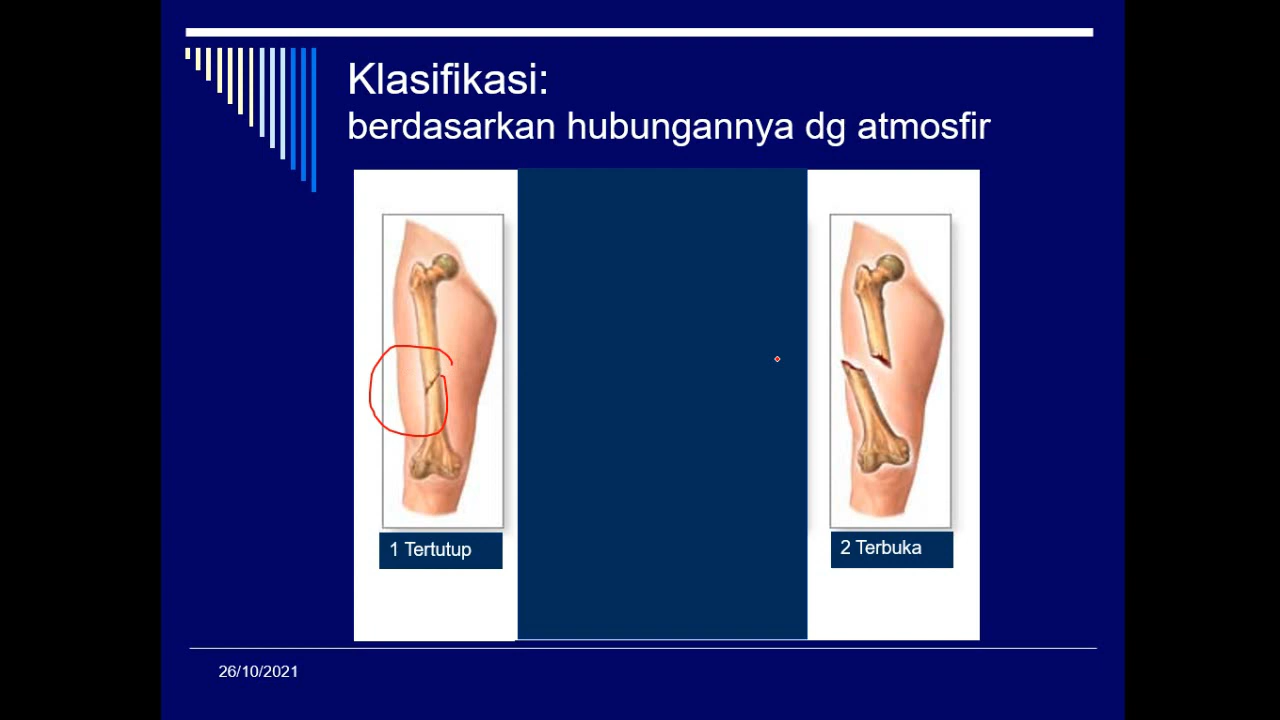 Klasifikasi:
berdasarkan hubungannya dg atmosfir
1 Tertutup
2 Terbuka
26/10/2021